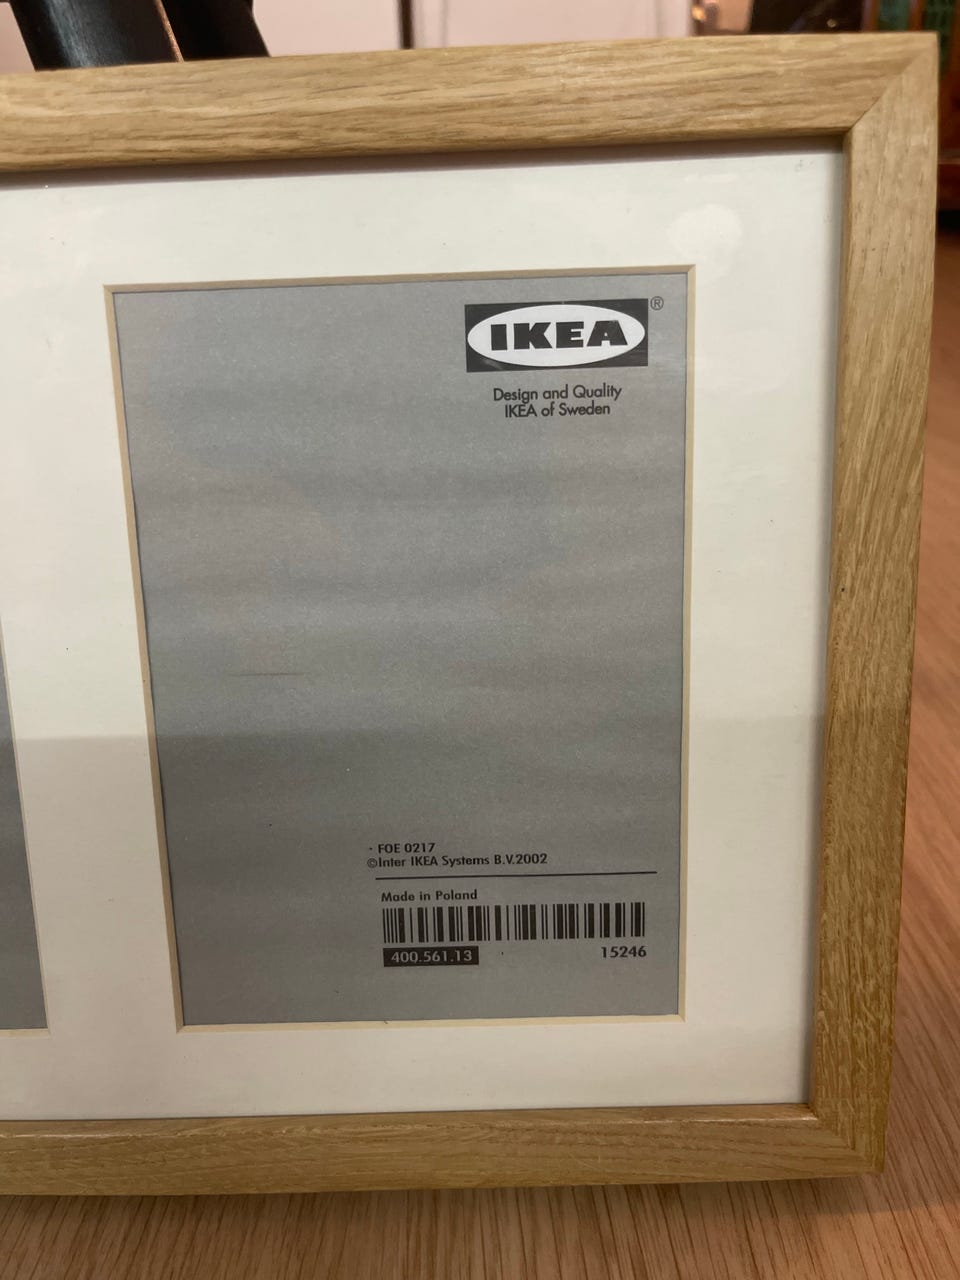 IKEA®
Design and Quality
IKEA of Sweden
FOE 0217
©Inter IKEA Systems B.V.2002
Made in Poland
400.561.13 15246